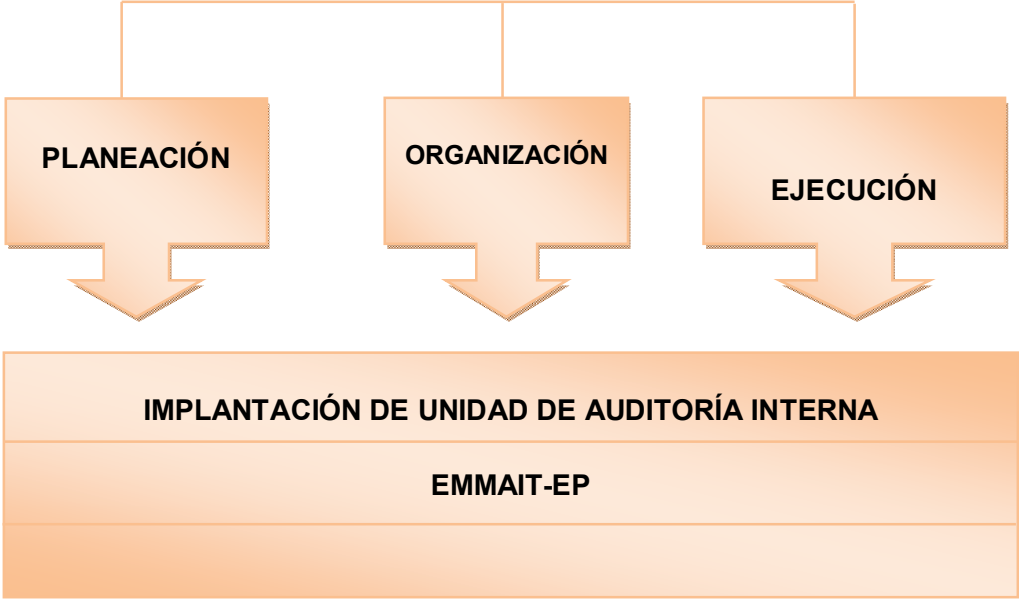 PLANEACIÓN
ORGANIZACIÓN
EJECUCIÓN
IMPLANTACIÓN DE UNIDAD DE AUDITORÍA INTERNA
EMMAIT-EP